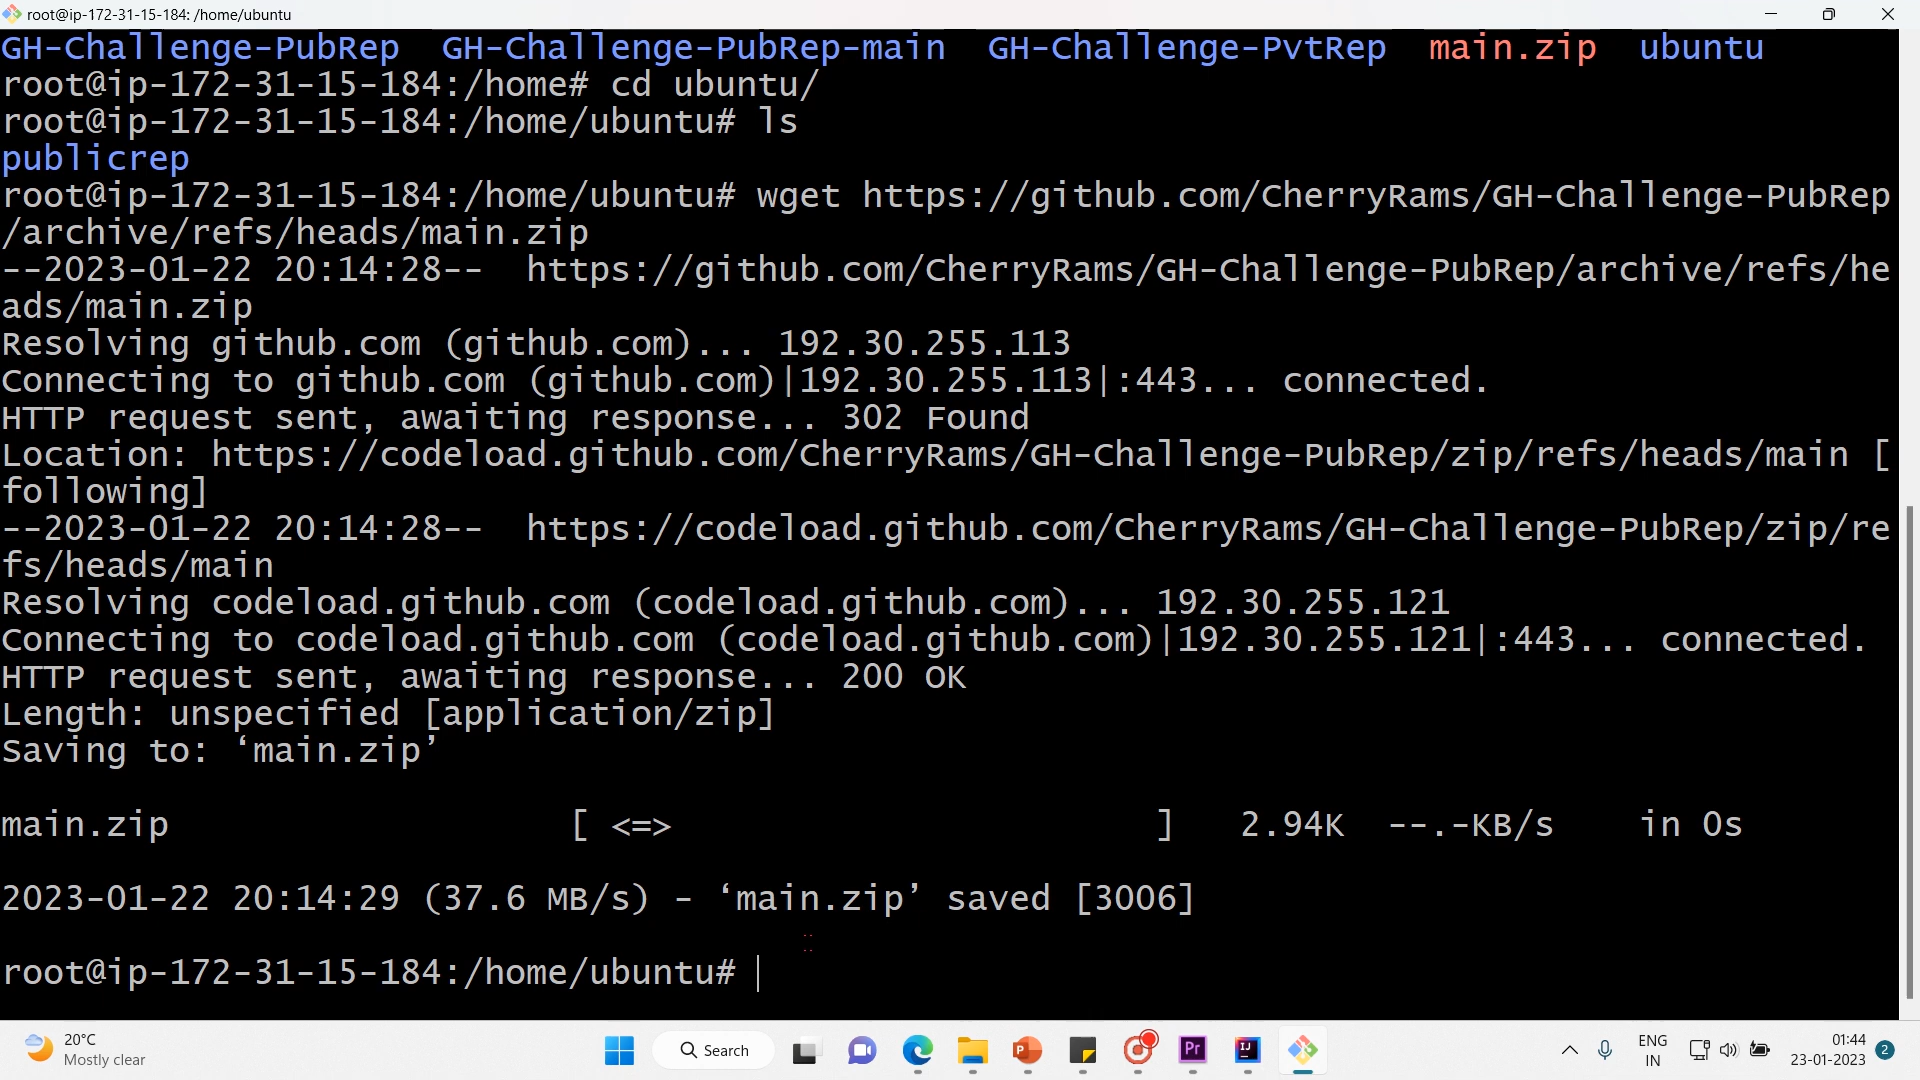 root@ip-172-31-15-184: /home/ubuntu
GH-Challenge-PubRep  GH-Challenge-PubRep-main  GH-Challenge-PvtRep  main.zip  ubuntu
root@ip-172-31-15-184:/home# cd ubuntu/
root@ip-172-31-15-184:/home/ubuntu# ls
publicrep
root@ip-172-31-15-184:/home/ubuntu# wget https://github.com/CherryRams/GH-Challenge-PubRep
/archive/refs/heads/main.zip
--2023-01-22 20:14:28--  https://github.com/CherryRams/GH-Challenge-PubRep/archive/refs/he
ads/main.zip
Resolving github.com (github.com)... 192.30.255.113
Connecting to github.com (github.com)|192.30.255.113|:443... connected.
HTTP request sent, awaiting response... 302 Found
Location: https://codeload.github.com/CherryRams/GH-Challenge-PubRep/zip/refs/heads/main [
following]
--2023-01-22 20:14:28--  https://codeload.github.com/CherryRams/GH-Challenge-PubRep/zip/re
fs/heads/main
Resolving codeload.github.com (codeload.github.com)... 192.30.255.121
Connecting to codeload.github.com (codeload.github.com)|192.30.255.121|:443... connected.
HTTP request sent, awaiting response... 200 OK
Length: unspecified [application/zip]
Saving to: ‘main.zip’
main.zip                   [ <=>                       ]   2.94K  --.-KB/s    in 0s
2023-01-22 20:14:29 (37.6 MB/s) - ‘main.zip’ saved [3006]
root@ip-172-31-15-184:/home/ubuntu#
20°C
Mostly clear
Search
P
Pr
IJ
ENG
IN
01:44
23-01-2023
2